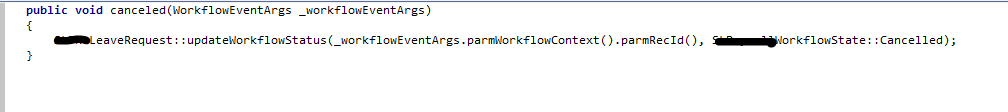 public void canceled(WorkflowEventArgs _workflowEventArgs)
{
LeaveRequest::updateWorkflowStatus(_workflowEventArgs.parmWorkflowContext().parmRecId(), WorkflowState::Cancelled);
}